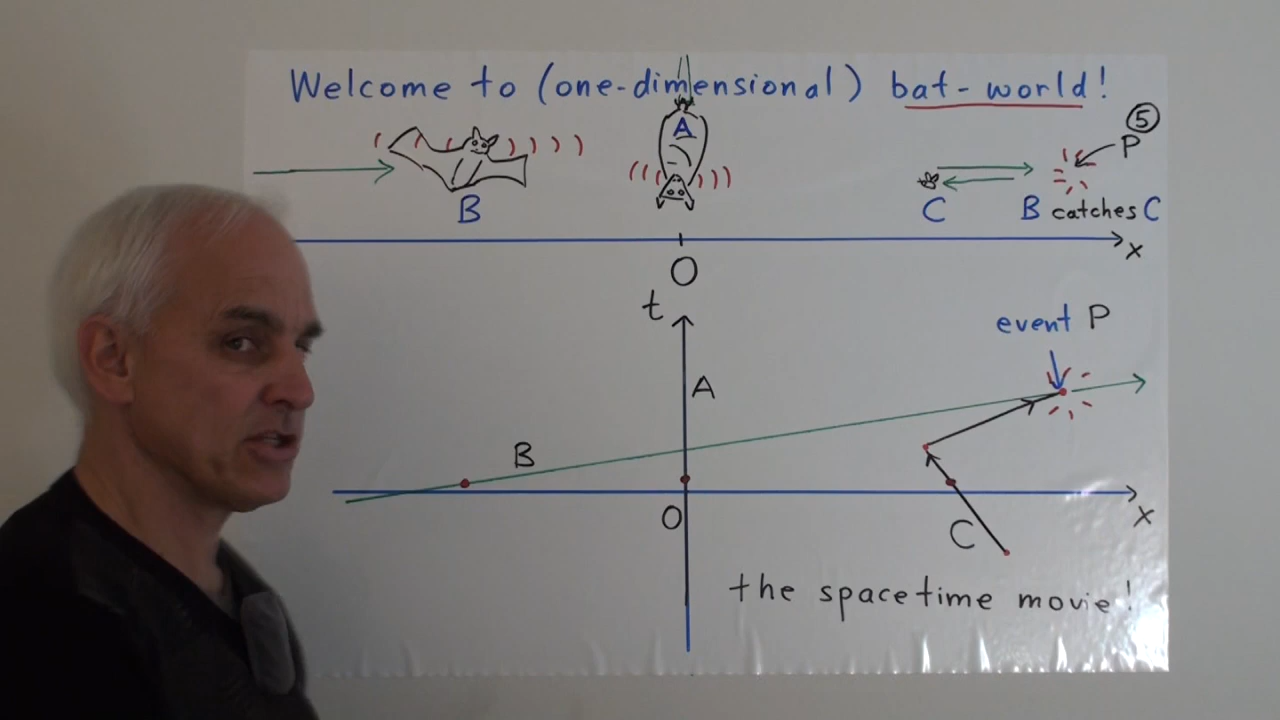 Welcome to (one-dimensional) bat-world!
5
P
A
B
C
B catches C
x
O
t
event P
A
B
O
x
C
the spacetime movie!